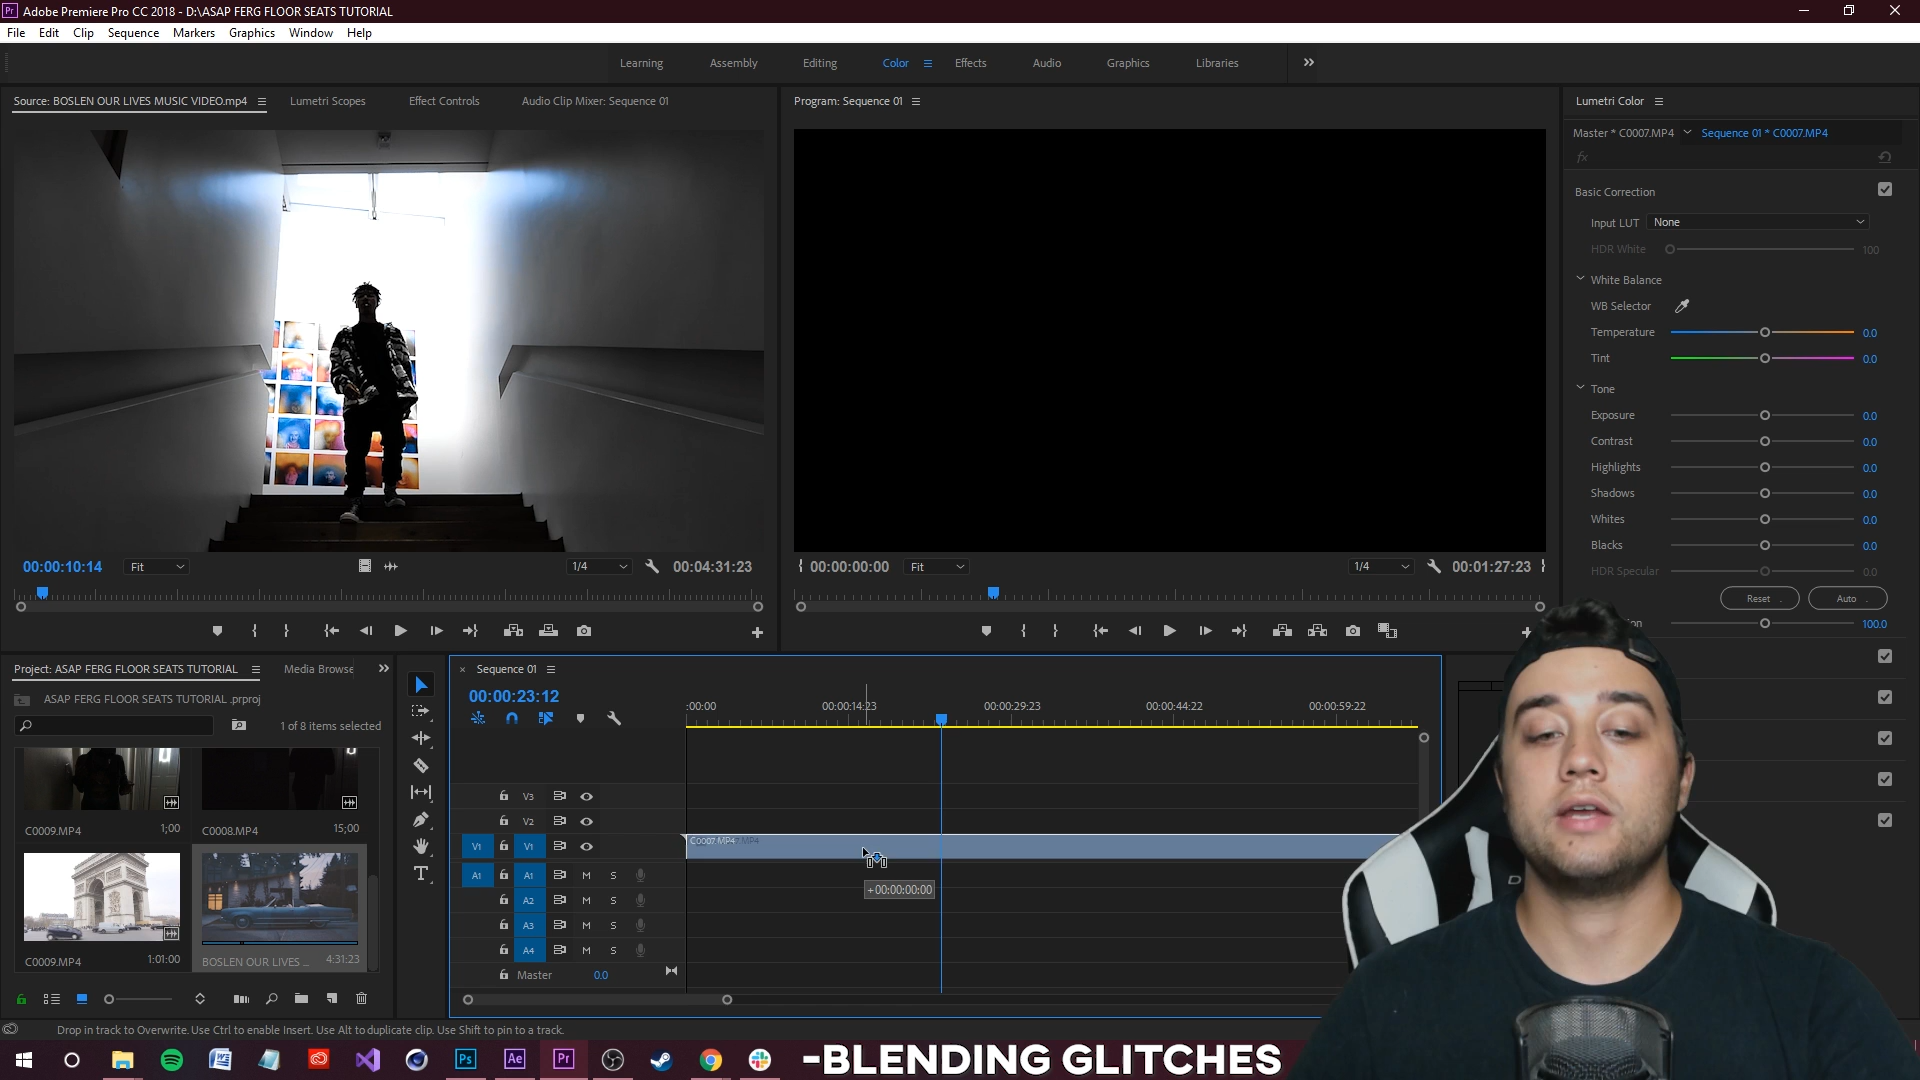 Adobe Premiere Pro CC 2018 - D:\ASAP FERG FLOOR SEATS TUTORIAL
File Edit Clip Sequence Markers Graphics Window Help
Learning Assembly Editing Color Effects Audio Graphics Libraries
Source: BOSLEN OUR LIVES MUSIC VIDEO.mp4 Lumetri Scopes Effect Controls Audio Clip Mixer: Sequence 01
Program: Sequence 01
Lumetri Color
Master * C0007.MP4 Sequence 01 * C0007.MP4
fx
Basic Correction
Input LUT None
HDR White 100
White Balance
WB Selector
Temperature 0.0
Tint 0.0
Tone
Exposure 0.0
Contrast 0.0
Highlights 0.0
Shadows 0.0
Whites 0.0
Blacks 0.0
HDR Specular 0.0
Reset Auto
100.0
00:00:10:14 Fit 1/4 00:04:31:23
00:00:00:00 Fit 1/4 00:01:27:23
Project: ASAP FERG FLOOR SEATS TUTORIAL Media Browse
ASAP FERG FLOOR SEATS TUTORIAL .prproj
1 of 8 items selected
C0009.MP4 1;00
C0008.MP4 15;00
C0009.MP4 1:01:00
BOSLEN OUR LIVES ... 4:31:23
Sequence 01
00:00:23:12
:00:00 00:00:14:23 00:00:29:23 00:00:44:22 00:00:59:22
V3
V2
V1 V1
C0007.MP4
A1 A1 M S
A2 M S
+00:00:00:00
A3 M S
A4 M S
Master 0.0
Drop in track to Overwrite. Use Ctrl to enable Insert. Use Alt to duplicate clip. Use Shift to pin to a track.
-BLENDING GLITCHES